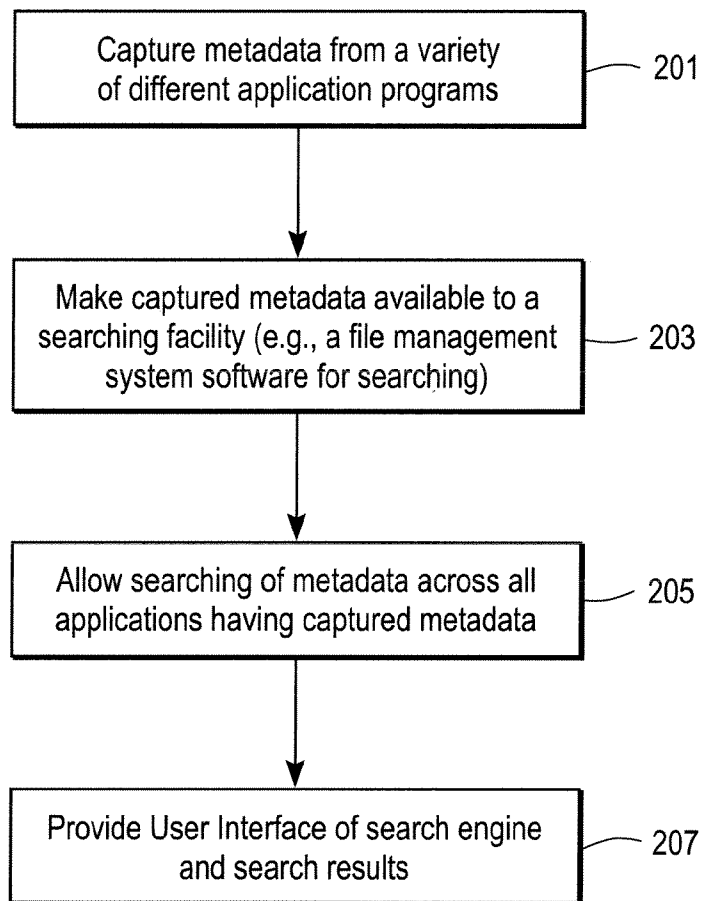 Capture metadata from a variety
of different application programs
201
Make captured metadata available to a
searching facility (e.g., a file management
system software for searching)
203
Allow searching of metadata across all
applications having captured metadata
205
Provide User Interface of search engine
and search results
207